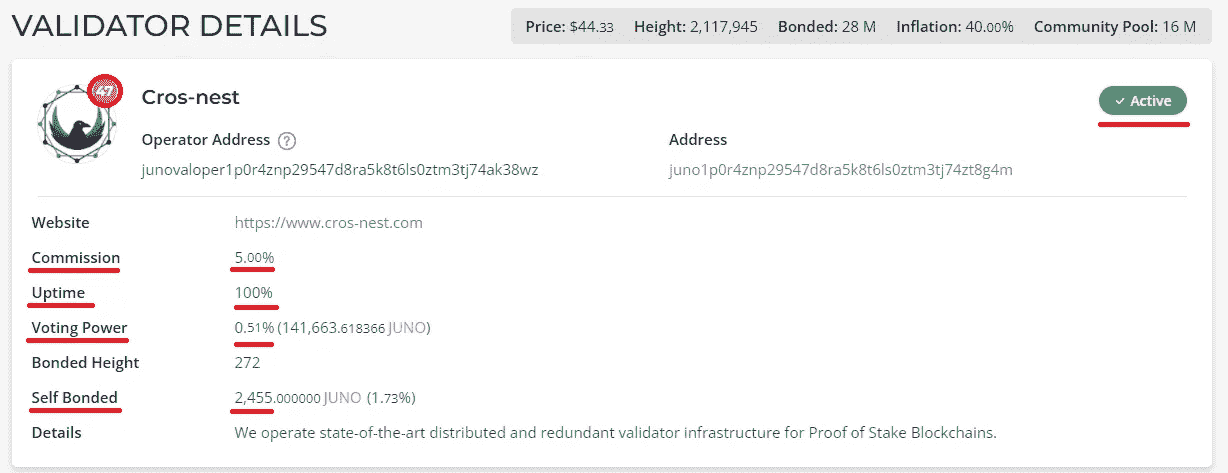 VALIDATOR DETAILS
Price: $44.33 Height: 2,117,945 Bonded: 28 M Inflation: 40.00% Community Pool: 16 M
47
Cros-nest
✓ Active
Operator Address ? Address
junovaloper1p0r4znp29547d8ra5k8t6ls0ztm3tj74ak38wz juno1p0r4znp29547d8ra5k8t6ls0ztm3tj74zt8g4m
Website https://www.cros-nest.com
Commission 5.00%
Uptime 100%
Voting Power 0.51% (141,663.618366 JUNO)
Bonded Height 272
Self Bonded 2,455.000000 JUNO (1.73%)
Details We operate state-of-the-art distributed and redundant validator infrastructure for Proof of Stake Blockchains.